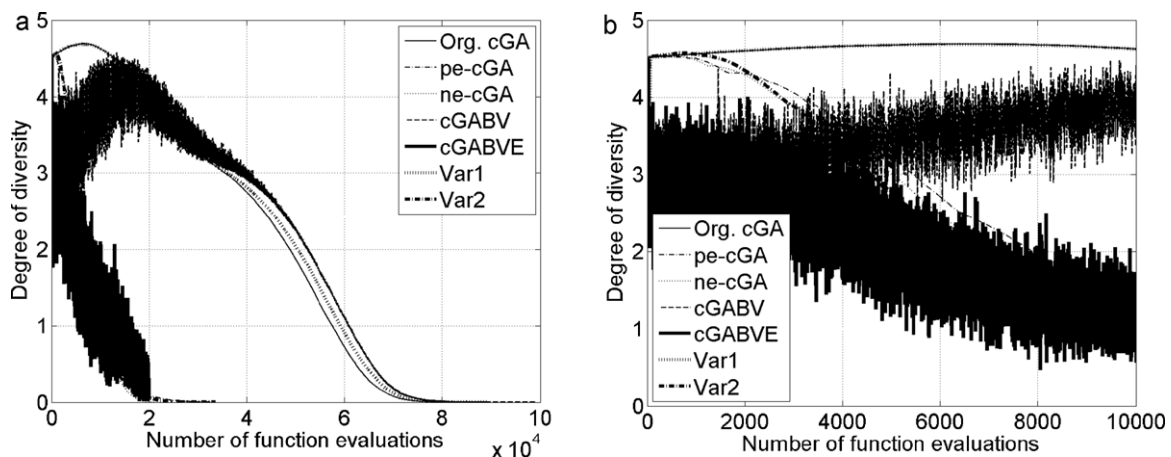 a
5
4
3
2
1
0
Degree of diversity
0
2
4
6
8
10
Number of function evaluations
x 10^4
Org. cGA
pe-cGA
ne-cGA
cGABV
cGABVE
Var1
Var2
b
5
4
3
2
1
0
Degree of diversity
0
2000
4000
6000
8000
10000
Number of function evaluations
Org. cGA
pe-cGA
ne-cGA
cGABV
cGABVE
Var1
Var2